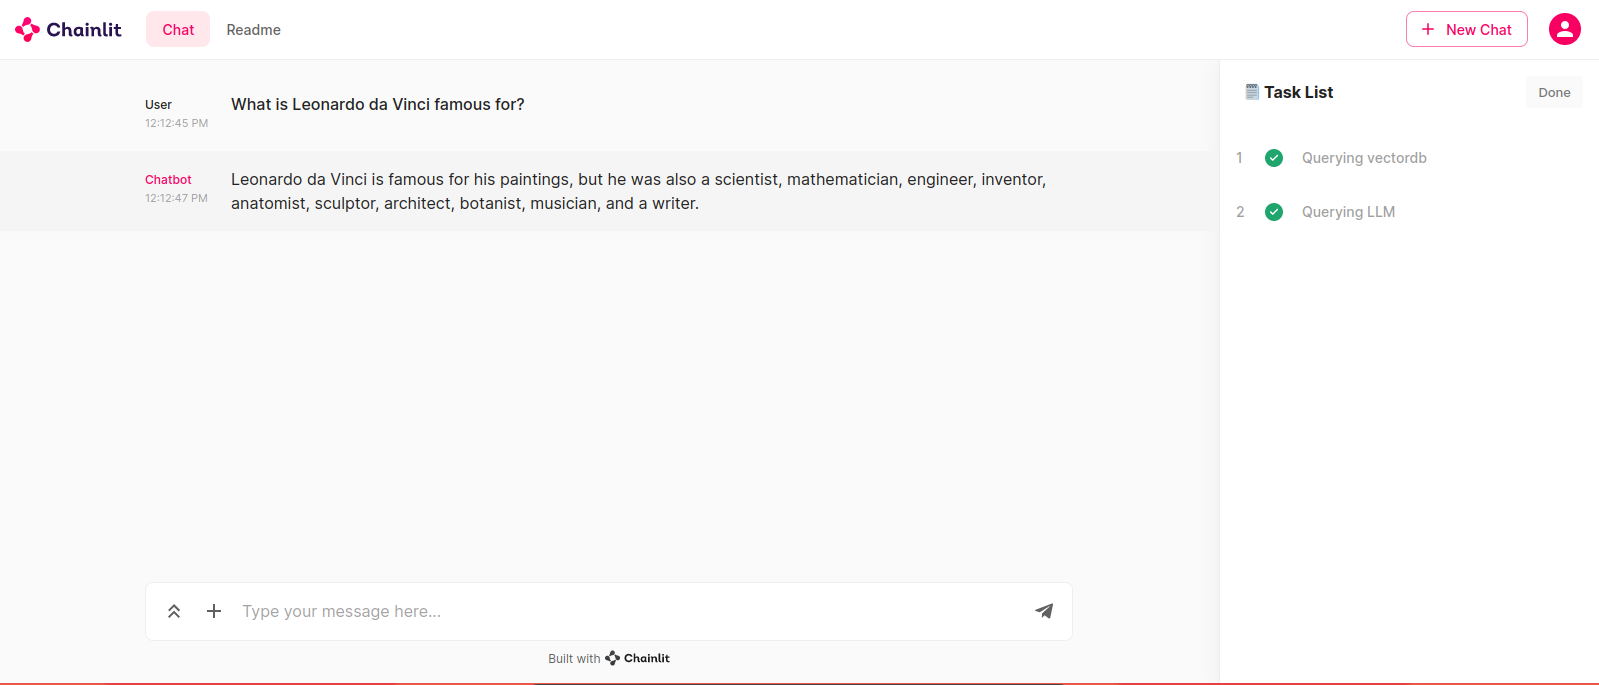 Chainlit
Chat
Readme
New Chat
User
12:12:45 PM
What is Leonardo da Vinci famous for?
Chatbot
12:12:47 PM
Leonardo da Vinci is famous for his paintings, but he was also a scientist, mathematician, engineer, inventor,
anatomist, sculptor, architect, botanist, musician, and a writer.
Type your message here...
Built with Chainlit
Task List
Done
1 Querying vectordb
2 Querying LLM